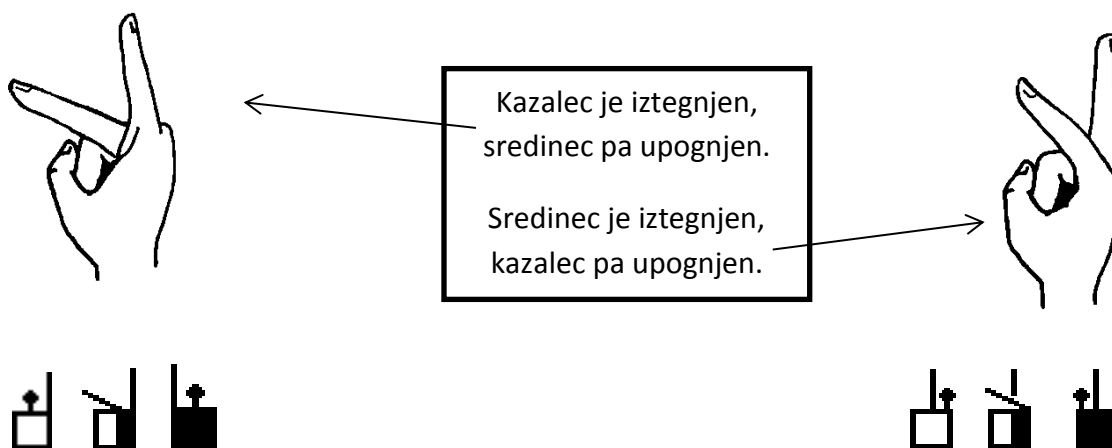 Kazalec je iztegnjen,
sredinec pa upognjen.
Sredinec je iztegnjen,
kazalec pa upognjen.